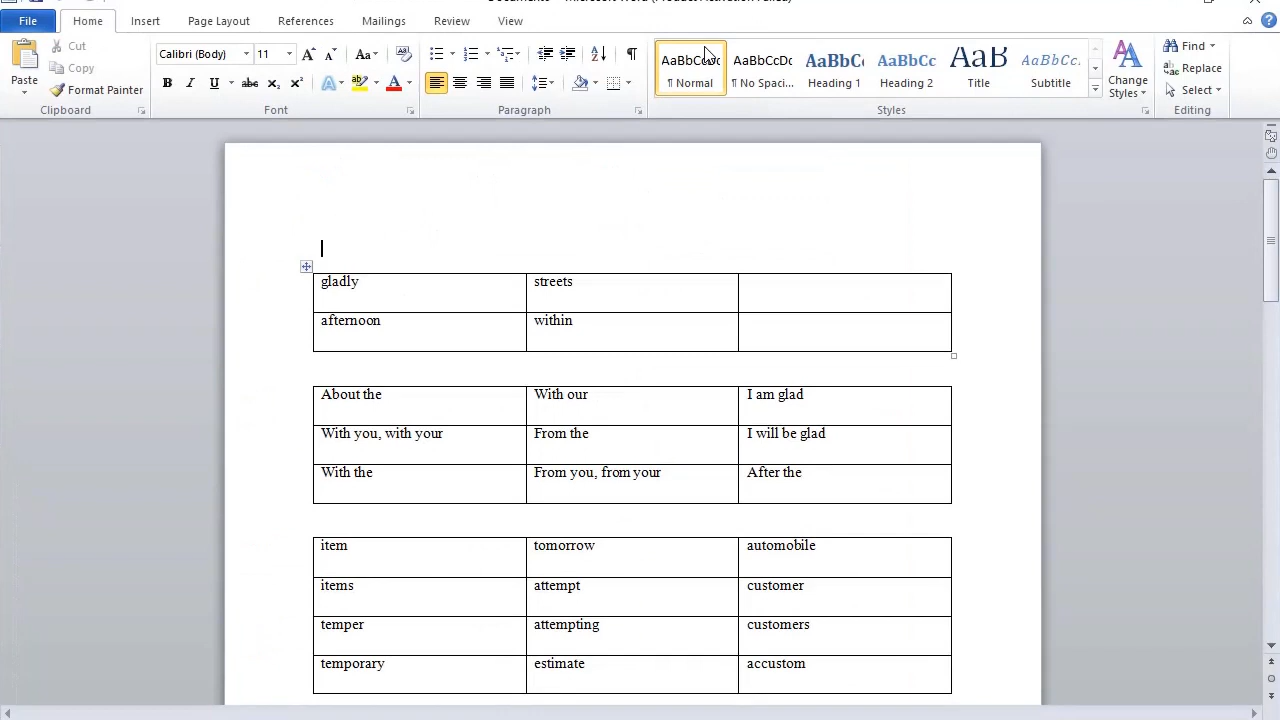 File Home Insert Page Layout References Mailings Review View
Cut
Copy
Format Painter
Paste
Calibri (Body) 11
Clipboard Font Paragraph Styles Editing
AaBbCcDc AaBbCc AaBbCc AaB AaBbCc.
¶ Normal ¶ No Spaci... Heading 1 Heading 2 Title Subtitle
Change Styles
Find
Replace
Select
gladly streets
afternoon within
About the With our I am glad
With you, with your From the I will be glad
With the From you, from your After the
item tomorrow automobile
items attempt customer
temper attempting customers
temporary estimate accustom